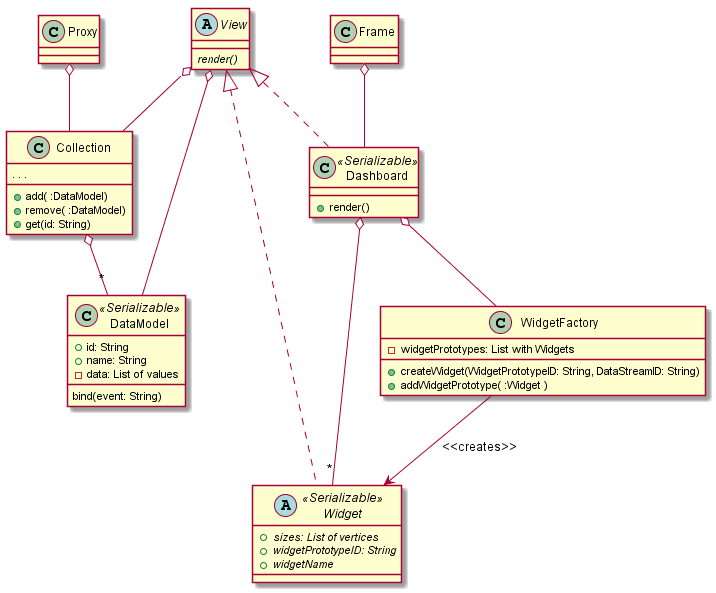 C Proxy
A View
render()
C Frame
C Collection
. . .
add( :DataModel)
remove( :DataModel)
get(id: String)
C «Serializable»
Dashboard
render()
*
C «Serializable»
DataModel
id: String
name: String
data: List of values
bind(event: String)
C WidgetFactory
widgetPrototypes: List with Widgets
createWidget(WidgetPrototypeID: String, DataStreamID: String)
addWidgetPrototype( :Widget )
<<creates>>
*
A «Serializable»
Widget
sizes: List of vertices
widgetPrototypeID: String
widgetName